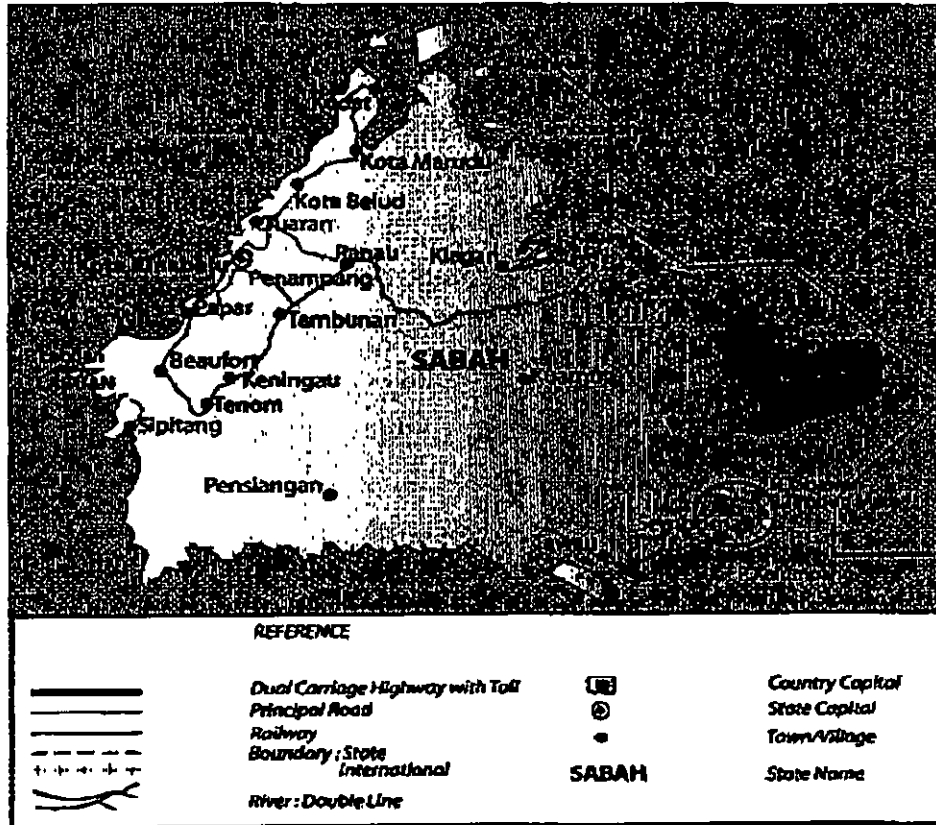 Kota Marudu
Kota Belud
Tuaran
Ranau
Penampang
Papar
Tambunan
Beaufort
SABAH
Keningau
Tenom
Sipitang
Pensiangan
REFERENCE
Dual Carriage Highway with Toll
Country Capital
Principal Road
State Capital
Railway
Town/Village
Boundary : State
International
SABAH
State Name
River : Double Line